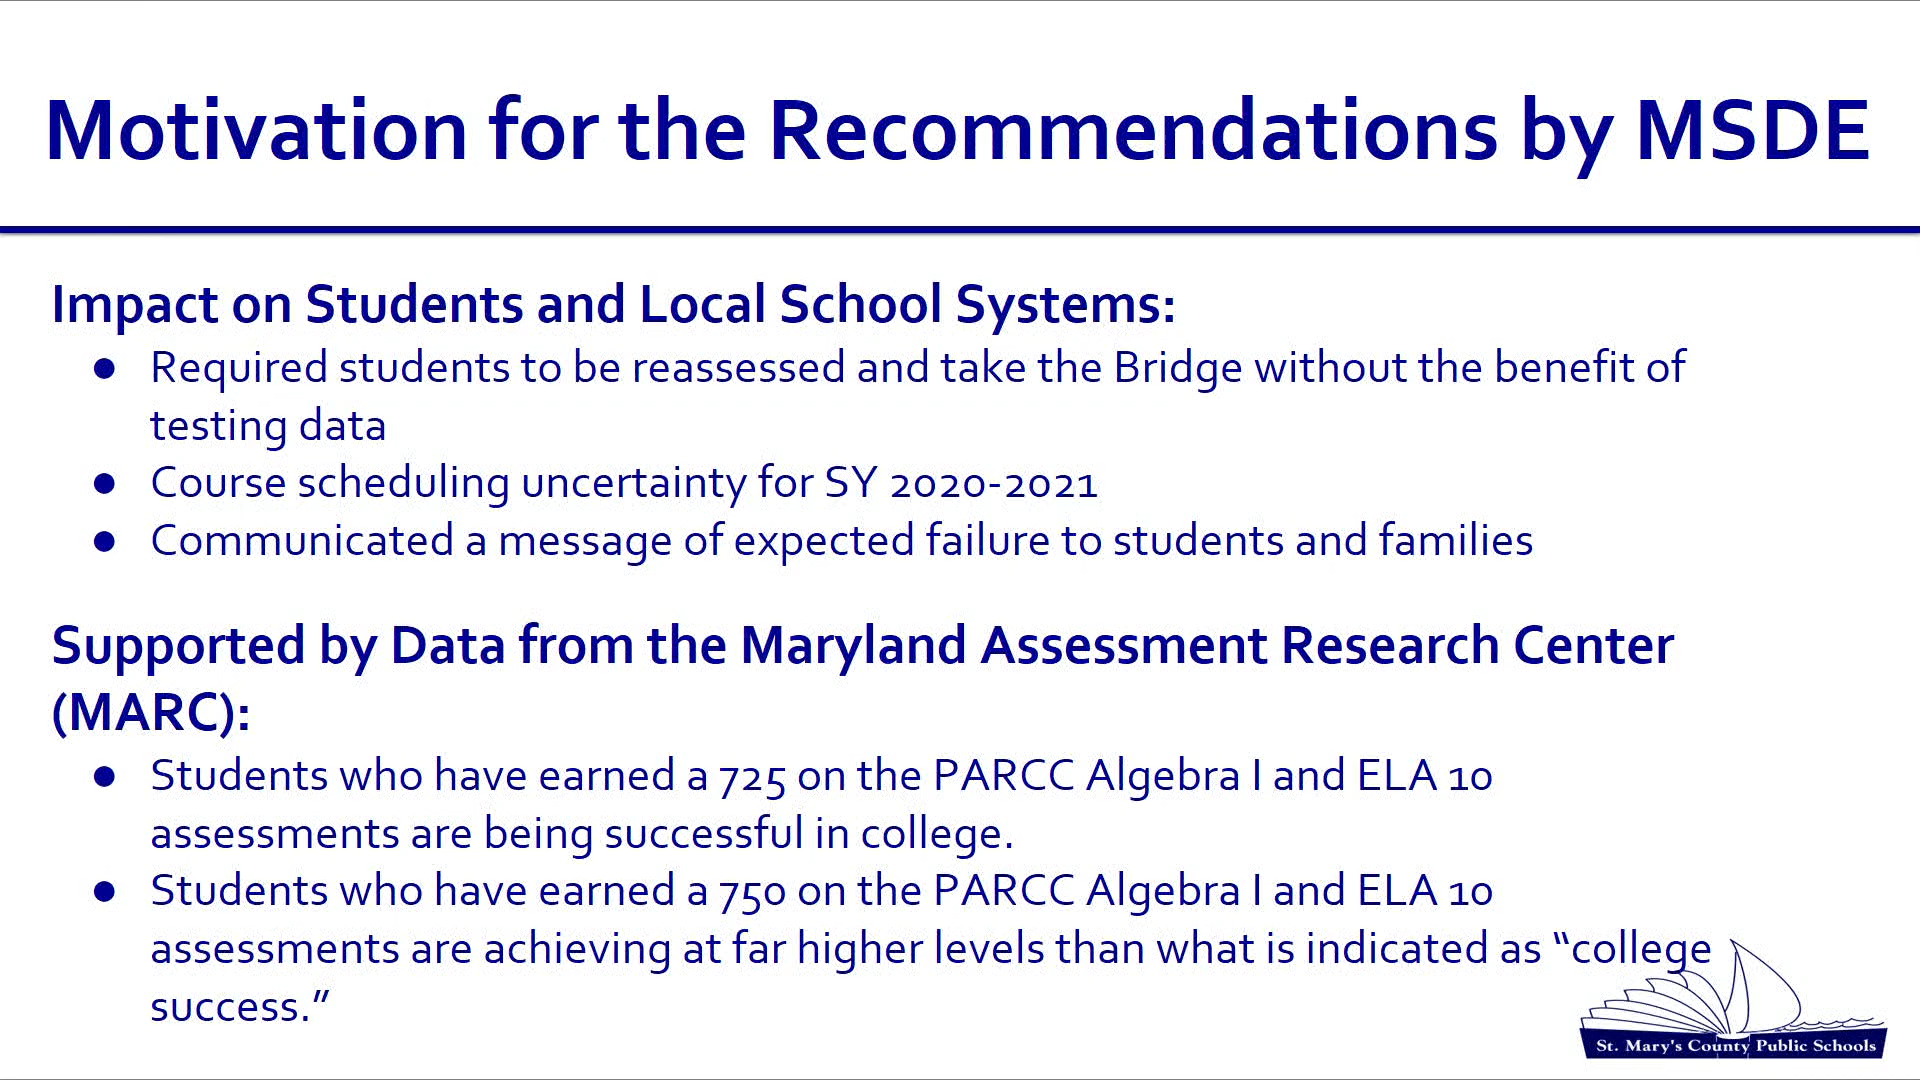 Motivation for the Recommendations by MSDE
Impact on Students and Local School Systems:
● Required students to be reassessed and take the Bridge without the benefit of
testing data
● Course scheduling uncertainty for SY 2020-2021
● Communicated a message of expected failure to students and families
Supported by Data from the Maryland Assessment Research Center
(MARC):
● Students who have earned a 725 on the PARCC Algebra I and ELA 10
assessments are being successful in college.
● Students who have earned a 750 on the PARCC Algebra I and ELA 10
assessments are achieving at far higher levels than what is indicated as “college
success.”
St. Mary's County Public Schools